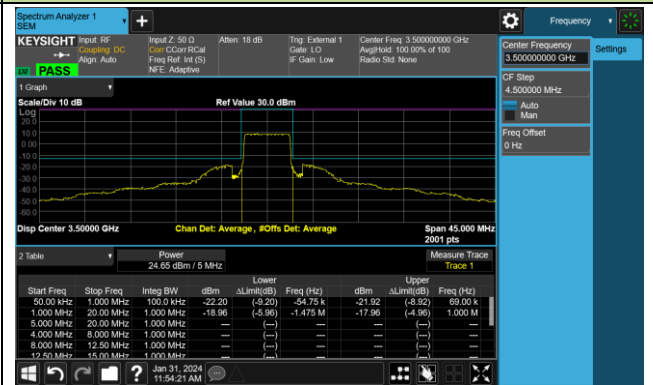 Spectrum Analyzer 1
SEM
Frequency
KEYSIGHT
Input: RF
Coupling: DC
Align: Auto
Input Z: 50 Ω
Corr CCorr RCal
Freq Ref: Int (S)
NFE: Adaptive
Atten: 18 dB
Trig: External 1
Gate: LO
IF Gain: Low
Center Freq: 3.500000000 GHz
Avg|Hold: 100.00% of 100
Radio Std: None
PASS
Center Frequency
3.500000000 GHz
Settings
CF Step
4.500000 MHz
Auto
Man
Freq Offset
0 Hz
1 Graph
Scale/Div 10 dB
Ref Value 30.0 dBm
Log
20.0
10.0
0.00
-10.0
-20.0
-30.0
-40.0
-50.0
-60.0
Disp Center 3.50000 GHz
Chan Det: Average , #Offs Det: Average
Span 45.000 MHz
2001 pts
2 Table
Power
24.65 dBm / 5 MHz
Measure Trace
Trace 1
Lower Upper
Start Freq Stop Freq Integ BW dBm ΔLimit(dB) Freq (Hz) dBm ΔLimit(dB) Freq (Hz)
50.00 kHz 1.000 MHz 100.0 kHz -22.20 (-9.20) -54.75 k -21.92 (-8.92) 69.00 k
1.000 MHz 20.00 MHz 1.000 MHz -18.96 (-5.96) -1.475 M -17.96 (-4.96) 1.000 M
5.000 MHz 20.00 MHz 1.000 MHz --- (---) --- --- (---) ---
4.000 MHz 8.000 MHz 1.000 MHz --- (---) --- --- (---) ---
8.000 MHz 12.50 MHz 1.000 MHz --- (---) --- --- (---) ---
12.50 MHz 15.00 MHz 1.000 MHz --- (---) --- --- (---) ---
Jan 31, 2024
11:54:21 AM